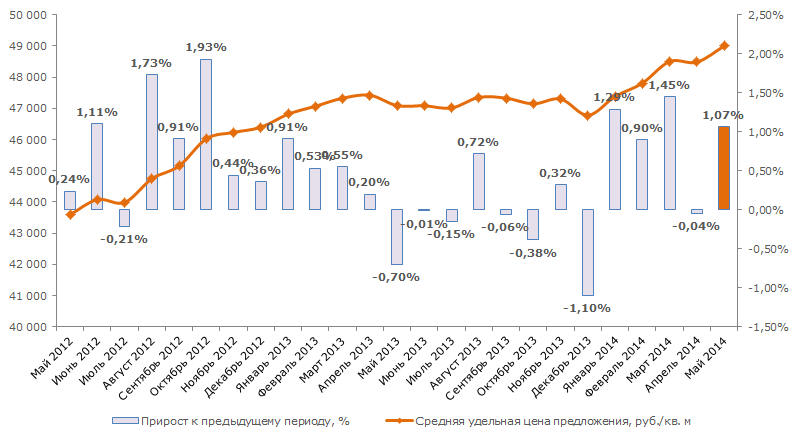 50 000
49 000
48 000
47 000
46 000
45 000
44 000
43 000
42 000
41 000
40 000
2,50%
2,00%
1,50%
1,00%
0,50%
0,00%
-0,50%
-1,00%
-1,50%
0,24%
1,11%
-0,21%
1,73%
0,91%
1,93%
0,44%
0,36%
0,91%
0,53%
0,55%
0,20%
-0,70%
-0,01%
-0,15%
0,72%
-0,06%
-0,38%
0,32%
-1,10%
1,29%
0,90%
1,45%
-0,04%
1,07%
Май 2012
Июнь 2012
Июль 2012
Август 2012
Сентябрь 2012
Октябрь 2012
Ноябрь 2012
Декабрь 2012
Январь 2013
Февраль 2013
Март 2013
Апрель 2013
Май 2013
Июнь 2013
Июль 2013
Август 2013
Сентябрь 2013
Октябрь 2013
Ноябрь 2013
Декабрь 2013
Январь 2014
Февраль 2014
Март 2014
Апрель 2014
Май 2014
Прирост к предыдущему периоду, %
Средняя удельная цена предложения, руб./кв. м